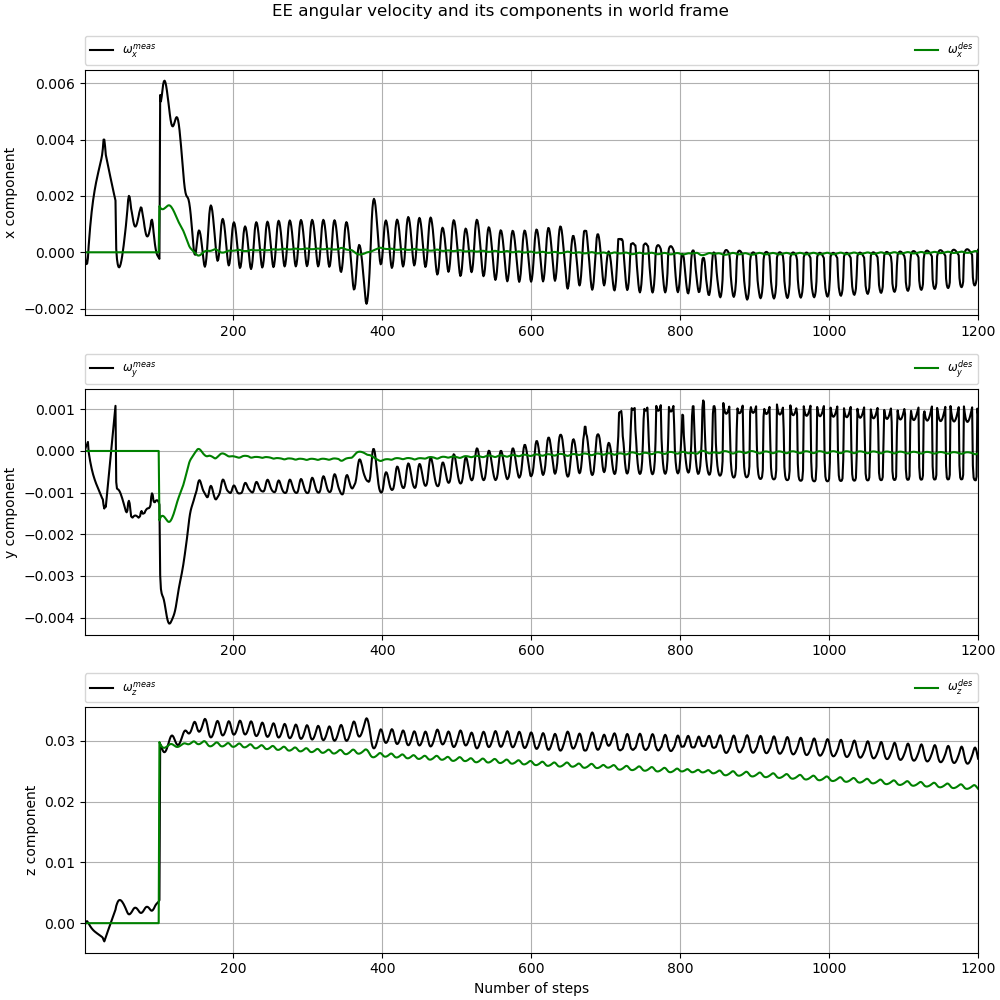 EE angular velocity and its components in world frame
ω_x^meas ω_x^des
0.006
0.004
0.002
0.000
−0.002
x component
200 400 600 800 1000 1200
ω_y^meas ω_y^des
0.001
0.000
−0.001
−0.002
−0.003
−0.004
y component
200 400 600 800 1000 1200
ω_z^meas ω_z^des
0.03
0.02
0.01
0.00
z component
200 400 600 800 1000 1200
Number of steps